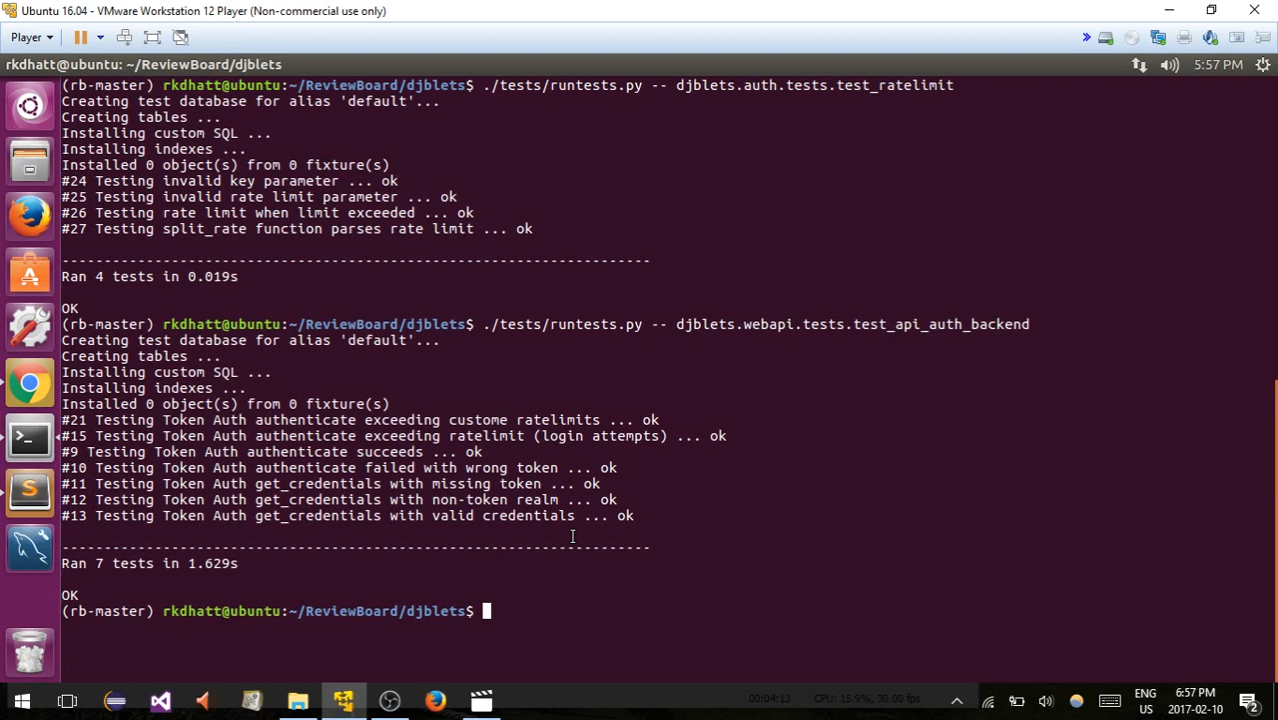 Ubuntu 16.04 - VMware Workstation 12 Player (Non-commercial use only)
Player
rkdhatt@ubuntu: ~/ReviewBoard/djblets
5:57 PM
(rb-master) rkdhatt@ubuntu:~/ReviewBoard/djblets$ ./tests/runtests.py -- djblets.auth.tests.test_ratelimit
Creating test database for alias 'default'...
Creating tables ...
Installing custom SQL ...
Installing indexes ...
Installed 0 object(s) from 0 fixture(s)
#24 Testing invalid key parameter ... ok
#25 Testing invalid rate limit parameter ... ok
#26 Testing rate limit when limit exceeded ... ok
#27 Testing split_rate function parses rate limit ... ok
----------------------------------------------------------------------
Ran 4 tests in 0.019s
OK
(rb-master) rkdhatt@ubuntu:~/ReviewBoard/djblets$ ./tests/runtests.py -- djblets.webapi.tests.test_api_auth_backend
Creating test database for alias 'default'...
Creating tables ...
Installing custom SQL ...
Installing indexes ...
Installed 0 object(s) from 0 fixture(s)
#21 Testing Token Auth authenticate exceeding custome ratelimits ... ok
#15 Testing Token Auth authenticate exceeding ratelimit (login attempts) ... ok
#9 Testing Token Auth authenticate succeeds ... ok
#10 Testing Token Auth authenticate failed with wrong token ... ok
#11 Testing Token Auth get_credentials with missing token ... ok
#12 Testing Token Auth get_credentials with non-token realm ... ok
#13 Testing Token Auth get_credentials with valid credentials ... ok
----------------------------------------------------------------------
Ran 7 tests in 1.629s
OK
(rb-master) rkdhatt@ubuntu:~/ReviewBoard/djblets$
00:04:13 CPU: 15.9%, 30.00 fps
ENG 6:57 PM
US 2017-02-10 2